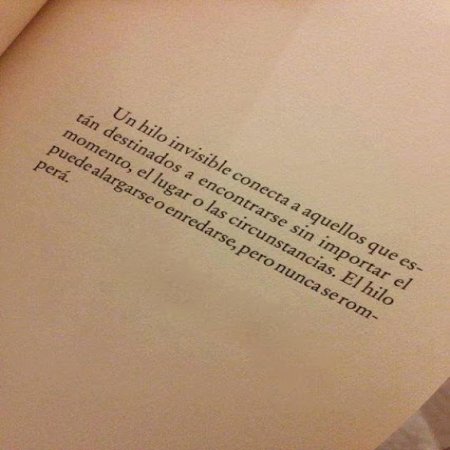 Un hilo invisible conecta a aquellos que es-
tán destinados a encontrarse sin importar el
momento, el lugar o las circunstancias. El hilo
puede alargarse o enredarse, pero nunca se rom-
perá.